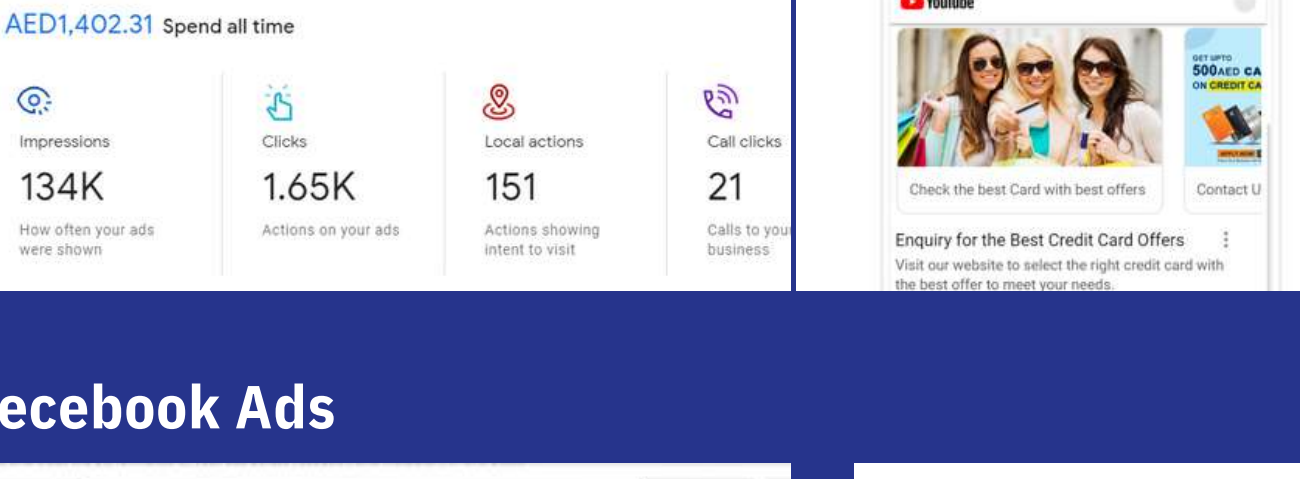 AED1,402.31 Spend all time
Impressions
134K
How often your ads
were shown
Clicks
1.65K
Actions on your ads
Local actions
151
Actions showing
intent to visit
Call clicks
21
Calls to your
business
YouTube
GET UPTO
500AED CA
ON CREDIT CA
APPLY NOW
Check the best Card with best offers
Contact U
Enquiry for the Best Credit Card Offers
Visit our website to select the right credit card with
the best offer to meet your needs.
ecebook Ads